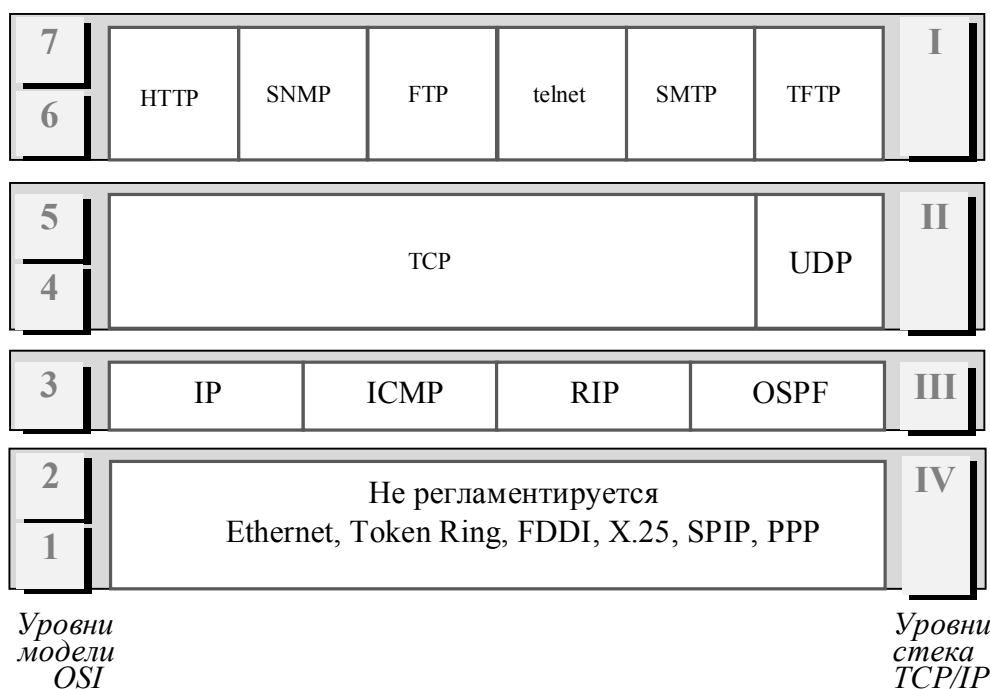 7
I
HTTP SNMP FTP telnet SMTP TFTP
6
5
II
TCP UDP
4
3 IP ICMP RIP OSPF III
2
IV
Не регламентируется
Ethernet, Token Ring, FDDI, X.25, SPIP, PPP
1
Уровни
модели
OSI
Уровни
стека
TCP/IP